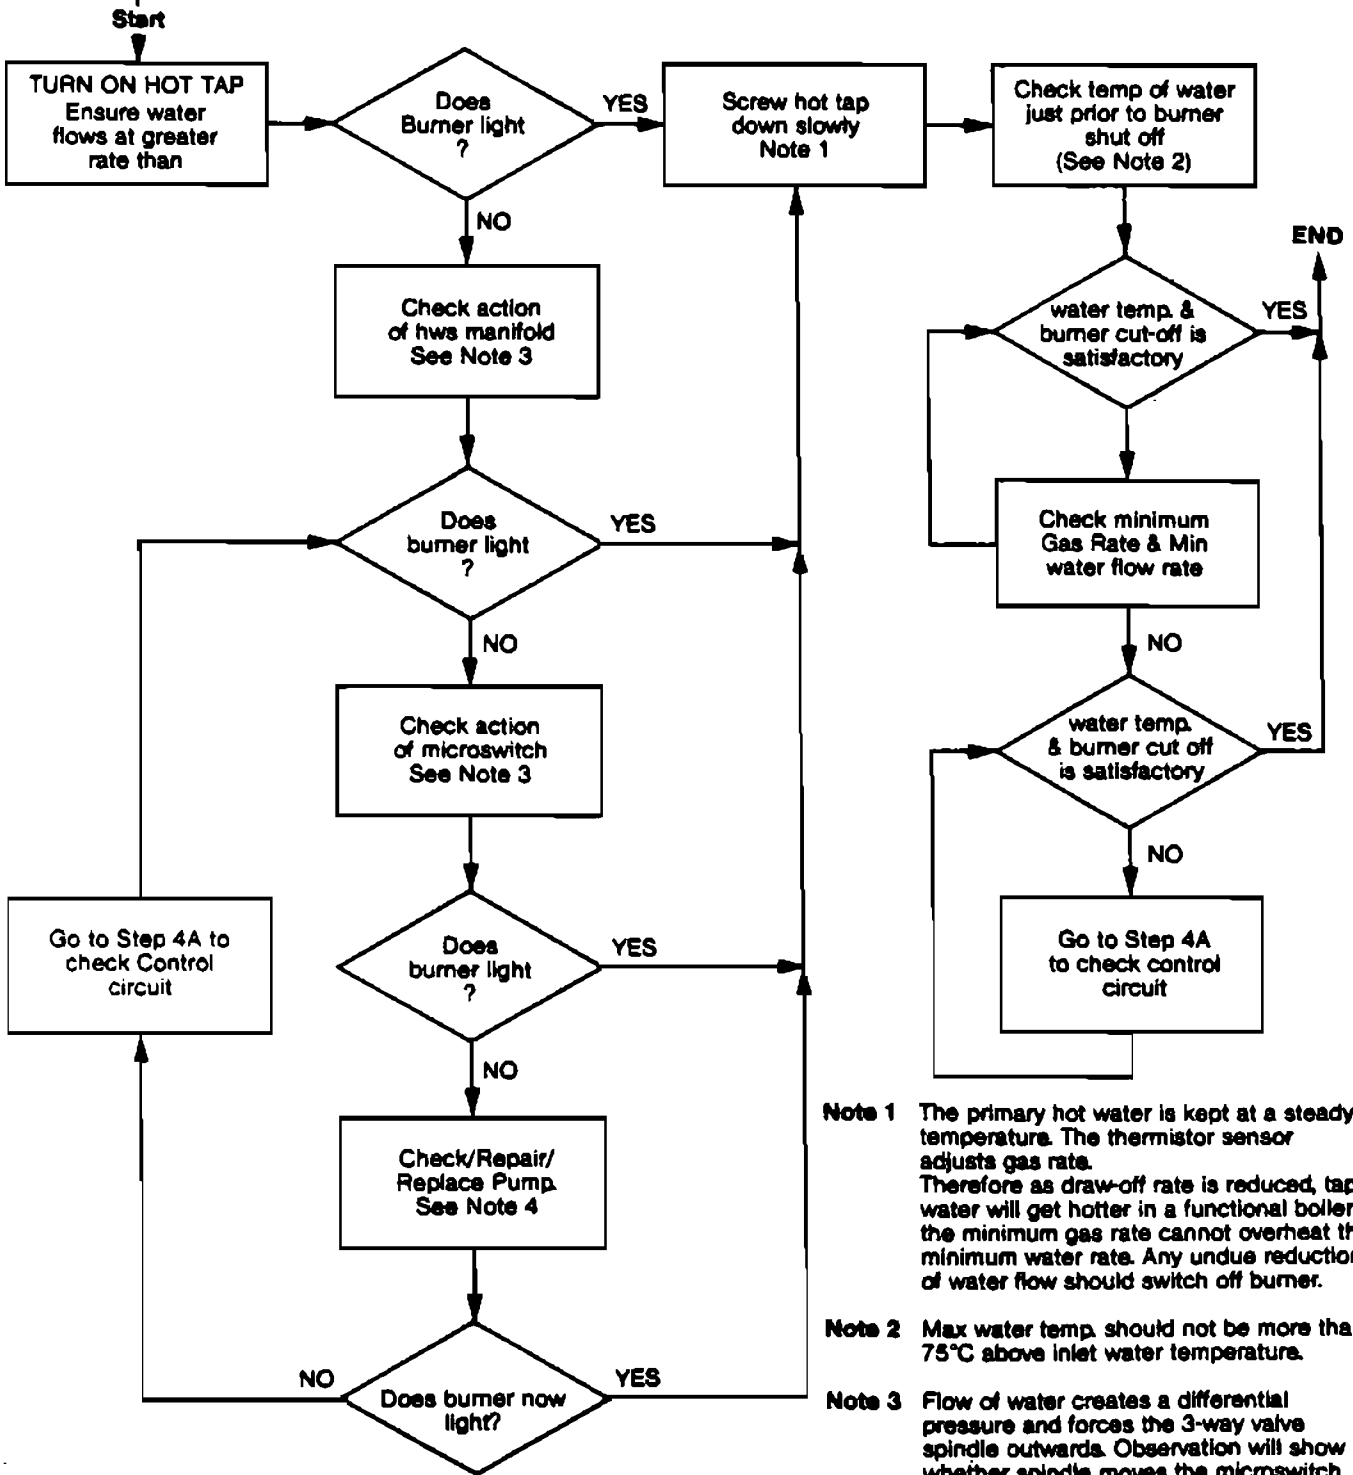 Start
TURN ON HOT TAP
Ensure water
flows at greater
rate than
Does
Burner light
?
YES
Screw hot tap
down slowly
Note 1
Check temp of water
just prior to burner
shut off
(See Note 2)
NO
Check action
of hws manifold
See Note 3
END
water temp. &
burner cut-off is
satisfactory
YES
Does
burner light
?
YES
Check minimum
Gas Rate & Min
water flow rate
NO
NO
Check action
of microswitch
See Note 3
water temp.
& burner cut off
is satisfactory
YES
NO
Go to Step 4A to
check Control
circuit
Does
burner light
?
YES
Go to Step 4A
to check control
circuit
NO
Check/Repair/
Replace Pump.
See Note 4
NO
Does burner now
light?
YES
Note 1 The primary hot water is kept at a steady
temperature. The thermistor sensor
adjusts gas rate.
Therefore as draw-off rate is reduced, tap
water will get hotter in a functional boiler
the minimum gas rate cannot overheat th
minimum water rate. Any undue reduction
of water flow should switch off burner.
Note 2 Max water temp. should not be more tha
75°C above inlet water temperature.
Note 3 Flow of water creates a differential
pressure and forces the 3-way valve
spindle outwards. Observation will show
whether spindle moves the microswitch